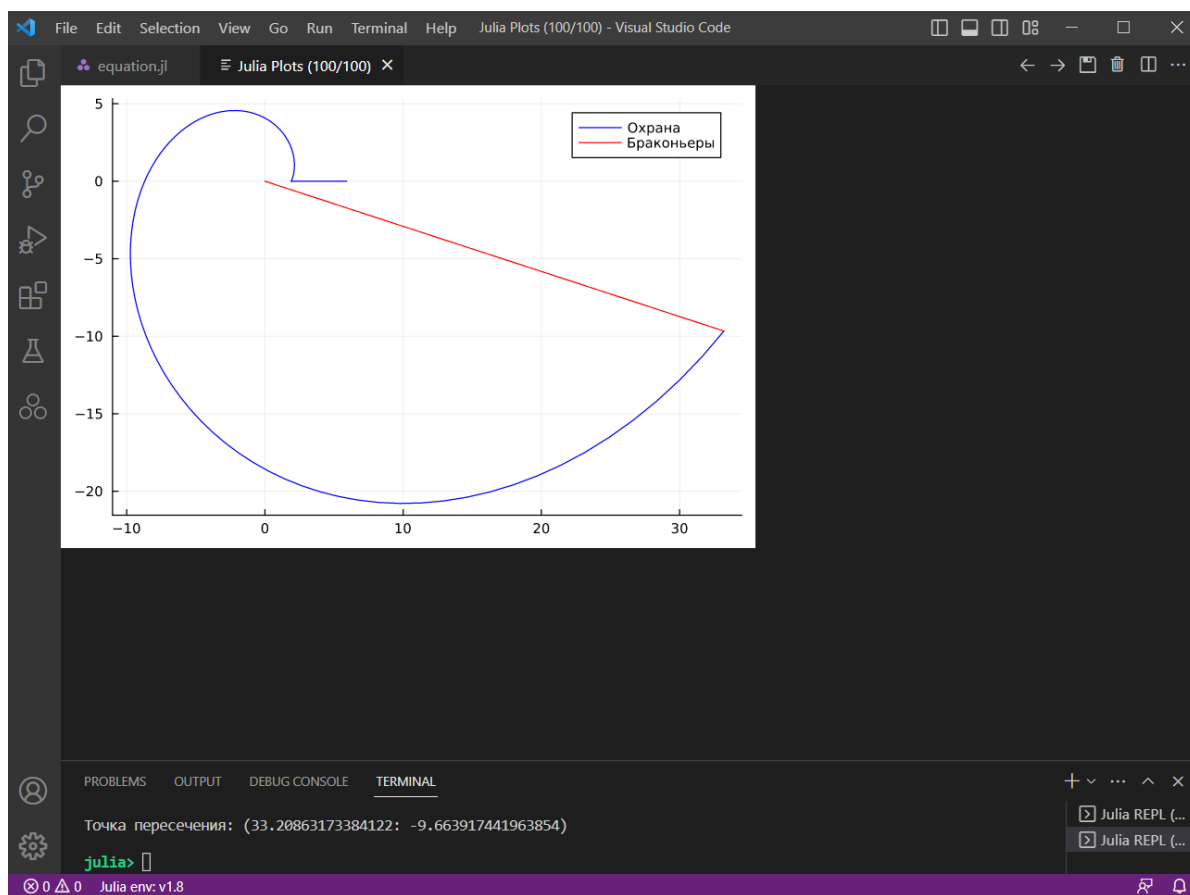 File Edit Selection View Go Run Terminal Help Julia Plots (100/100) - Visual Studio Code
equation.jl Julia Plots (100/100)
5
0
−5
−10
−15
−20
−10 0 10 20 30
Охрана
Браконьеры
PROBLEMS OUTPUT DEBUG CONSOLE TERMINAL
Точка пересечения: (33.20863173384122: -9.663917441963854)
julia>
Julia REPL (...
Julia REPL (...
0 0 Julia env: v1.8